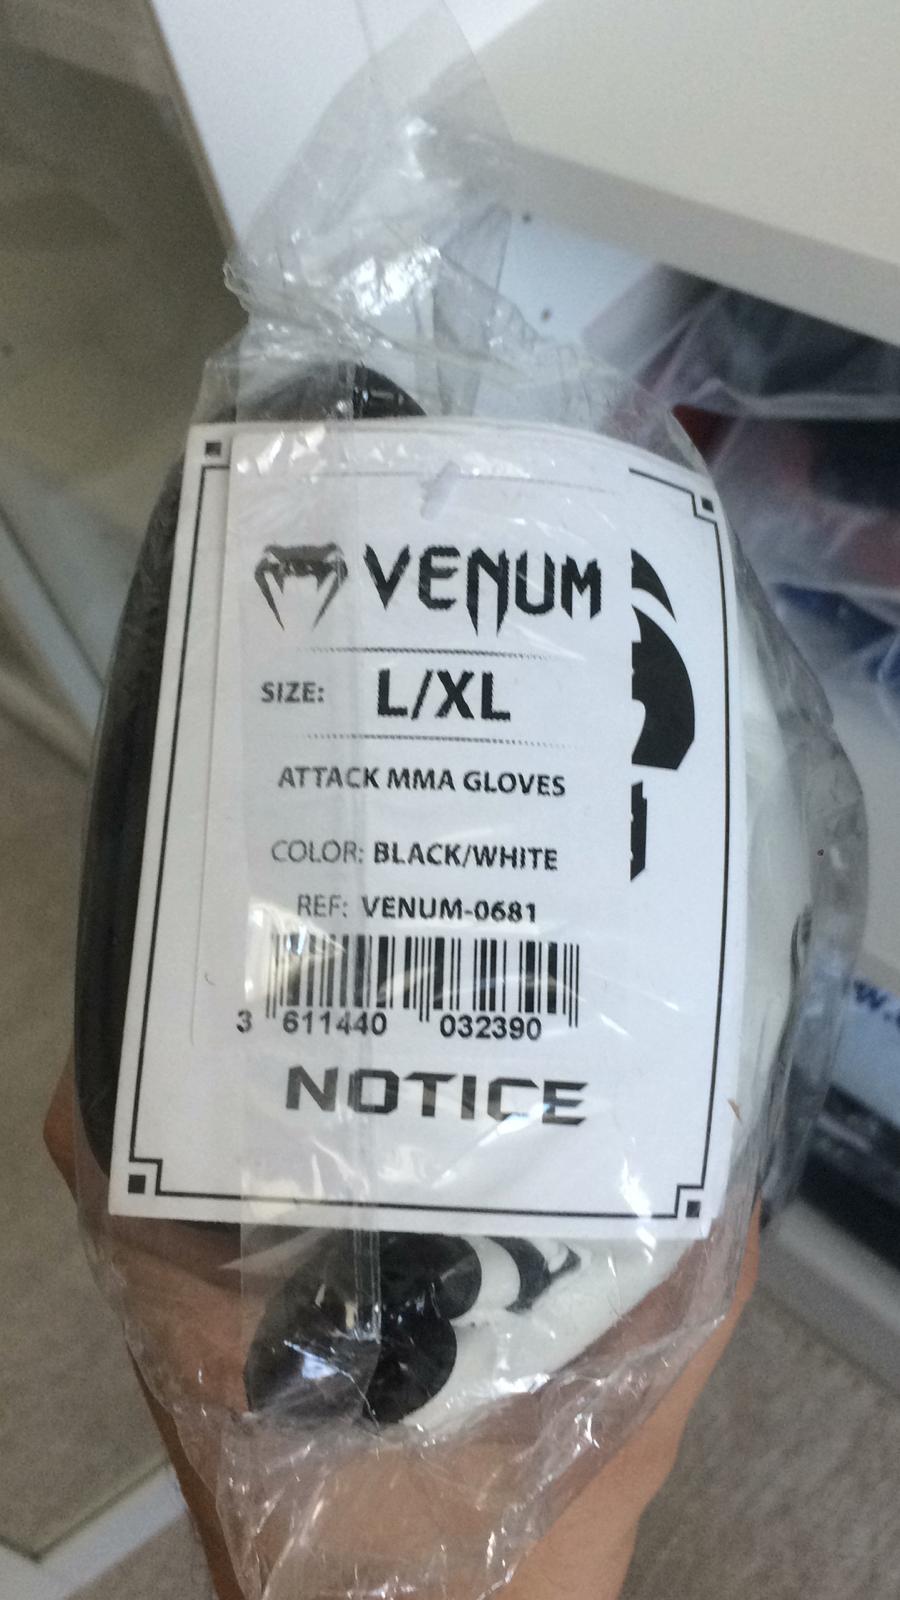 VENUM
SIZE: L/XL
ATTACK MMA GLOVES
COLOR: BLACK/WHITE
REF: VENUM-0681
3 611440 032390
NOTICE